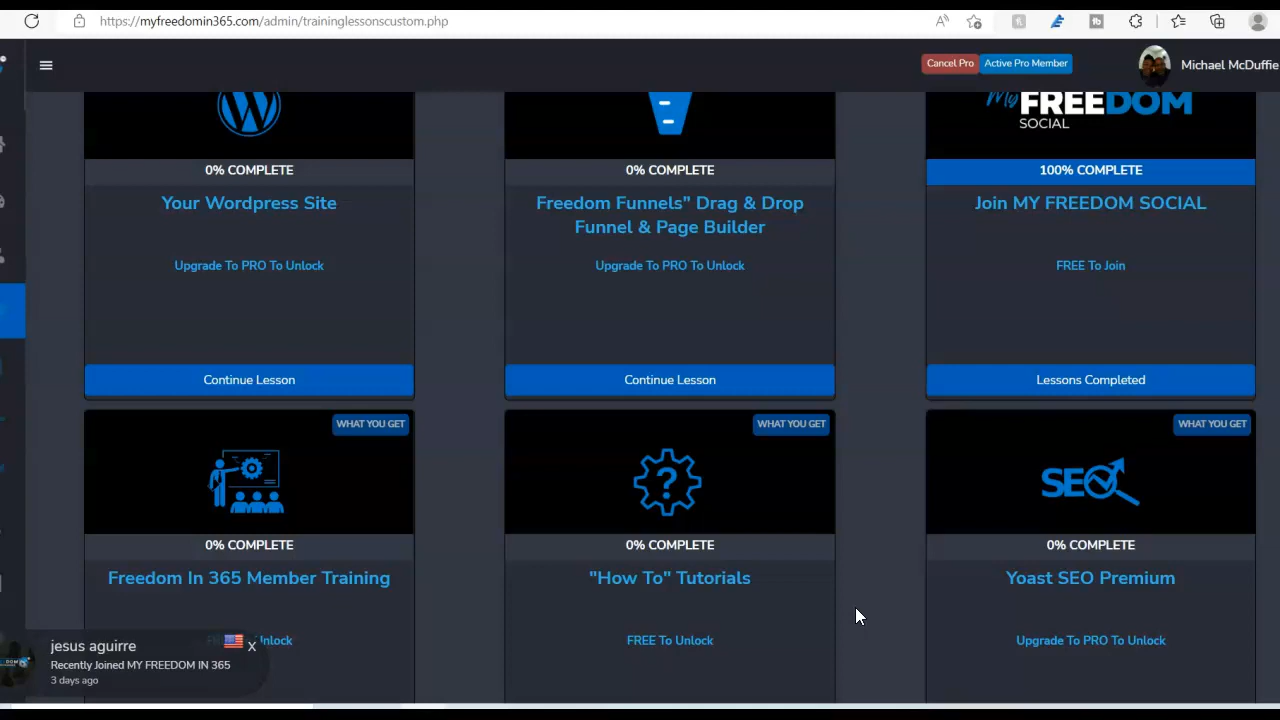 https://myfreedomin365.com/admin/traininglessonscustom.php
Cancel Pro
Active Pro Member
Michael McDuffie
My FREEDOM
SOCIAL
0% COMPLETE
0% COMPLETE
100% COMPLETE
Your Wordpress Site
Freedom Funnels" Drag & Drop
Funnel & Page Builder
Join MY FREEDOM SOCIAL
Upgrade To PRO To Unlock
Upgrade To PRO To Unlock
FREE To Join
Continue Lesson
Continue Lesson
Lessons Completed
WHAT YOU GET
WHAT YOU GET
WHAT YOU GET
SEO
0% COMPLETE
0% COMPLETE
0% COMPLETE
Freedom In 365 Member Training
"How To" Tutorials
Yoast SEO Premium
Unlock
FREE To Unlock
Upgrade To PRO To Unlock
jesus aguirre
X
Recently Joined MY FREEDOM IN 365
3 days ago